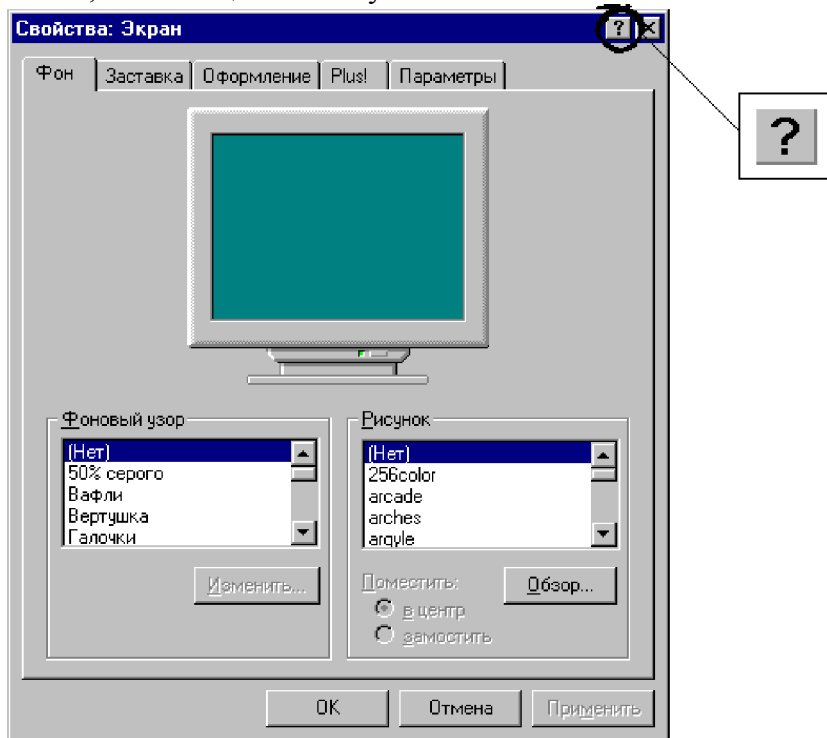 Свойства: Экран ? ×
?
Фон Заставка Оформление Plus! Параметры
Фоновый узор
(Нет)
50% серого
Вафли
Вертушка
Галочки
Изменить...
Рисунок
(Нет)
256color
arcade
arches
argyle
Поместить:
в центр
замостить
Обзор...
OK Отмена Применить